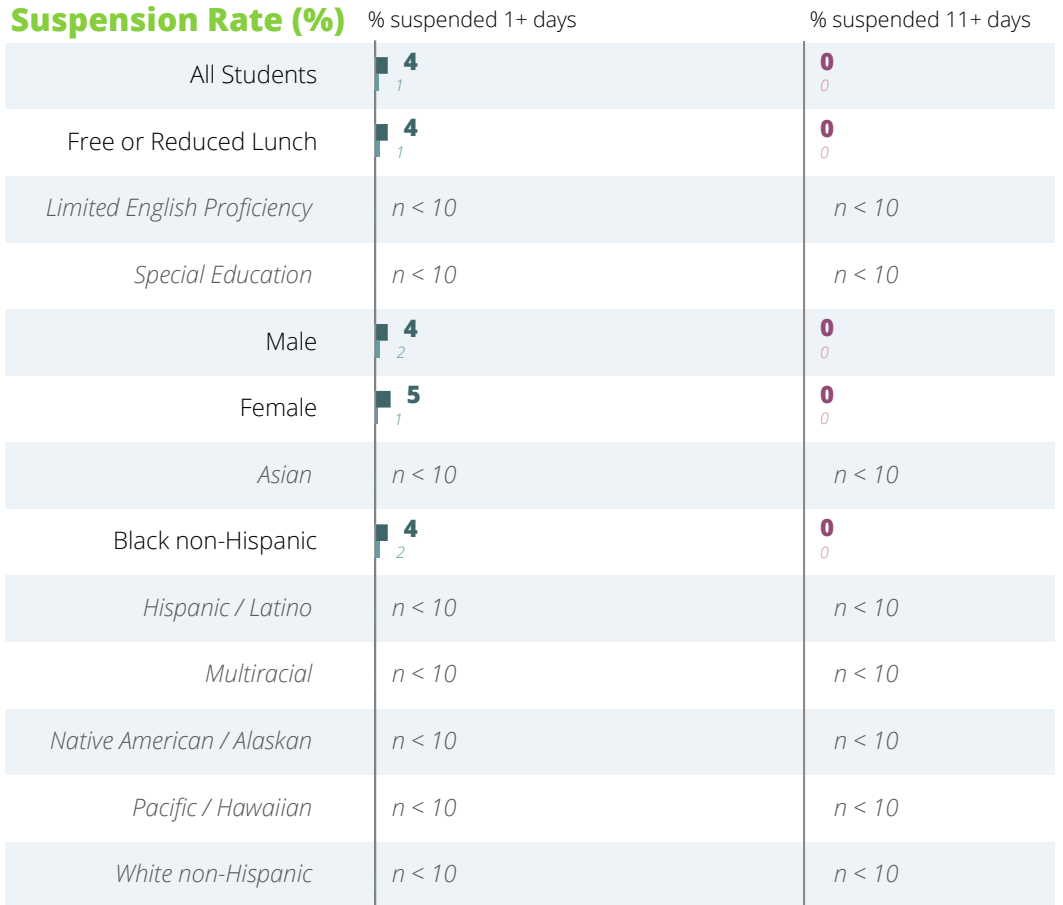 Suspension Rate (%) % suspended 1+ days % suspended 11+ days
All Students 4 0
1 0
Free or Reduced Lunch 4 0
1 0
Limited English Proficiency n < 10 n < 10
Special Education n < 10 n < 10
Male 4 0
2 0
Female 5 0
1 0
Asian n < 10 n < 10
Black non-Hispanic 4 0
2 0
Hispanic / Latino n < 10 n < 10
Multiracial n < 10 n < 10
Native American / Alaskan n < 10 n < 10
Pacific / Hawaiian n < 10 n < 10
White non-Hispanic n < 10 n < 10